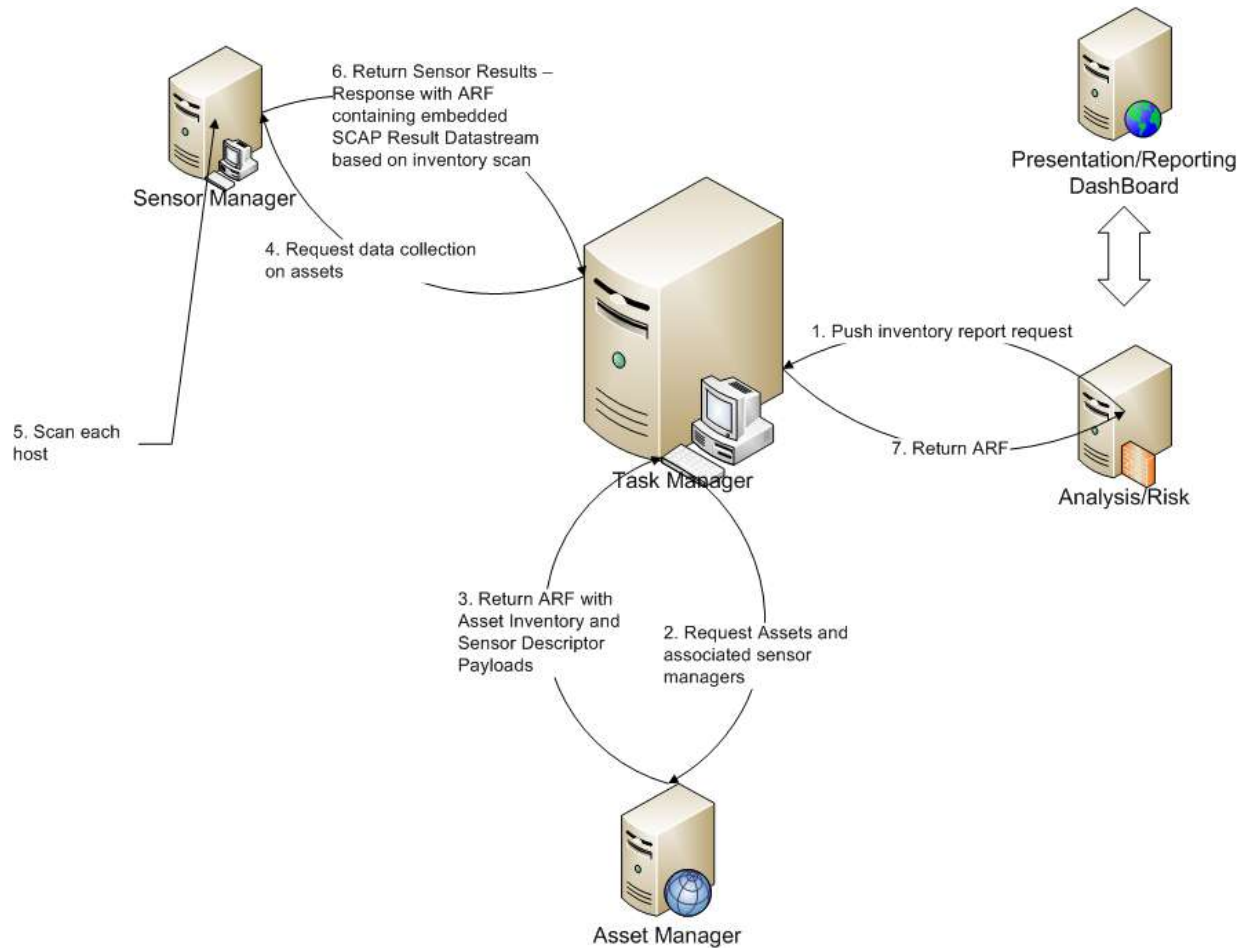 6. Return Sensor Results –
Response with ARF
containing embedded
SCAP Result Datastream
based on inventory scan
Sensor Manager
4. Request data collection
on assets
Presentation/Reporting
DashBoard
1. Push inventory report request
5. Scan each
host
7. Return ARF
Task Manager
Analysis/Risk
3. Return ARF with
Asset Inventory and
Sensor Descriptor
Payloads
2. Request Assets and
associated sensor
managers
Asset Manager